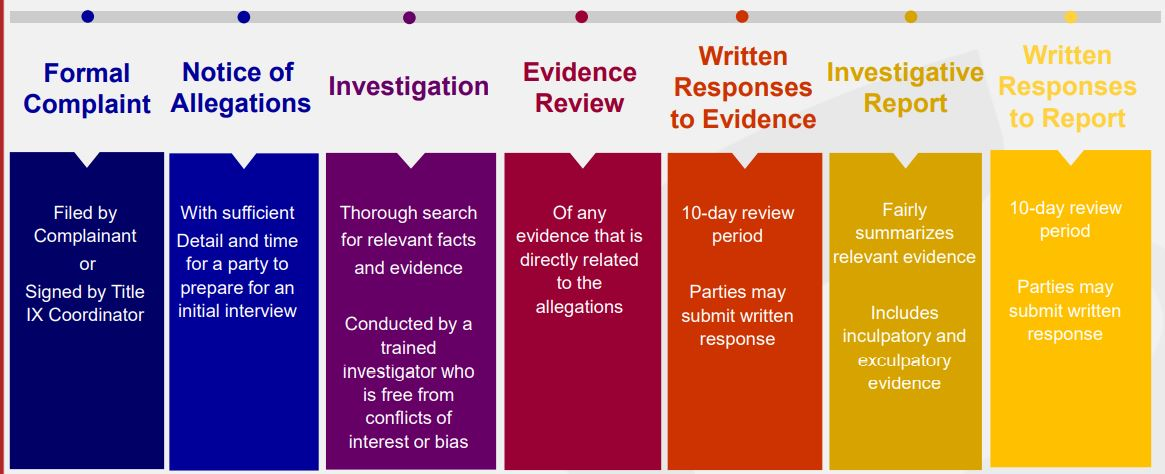 Formal
Complaint
Notice of
Allegations
Investigation
Evidence
Review
Written
Responses
to Evidence
Investigative
Report
Written
Responses
to Report
Filed by
Complainant
or
Signed by Title
IX Coordinator
With sufficient
Detail and time
for a party to
prepare for an
initial interview
Thorough search
for relevant facts
and evidence
Conducted by a
trained
investigator who
is free from
conflicts of
interest or bias
Of any
evidence that is
directly related
to the
allegations
10-day review
period
Parties may
submit written
response
Fairly
summarizes
relevant evidence
Includes
inculpatory and
exculpatory
evidence
10-day review
period
Parties may
submit written
response